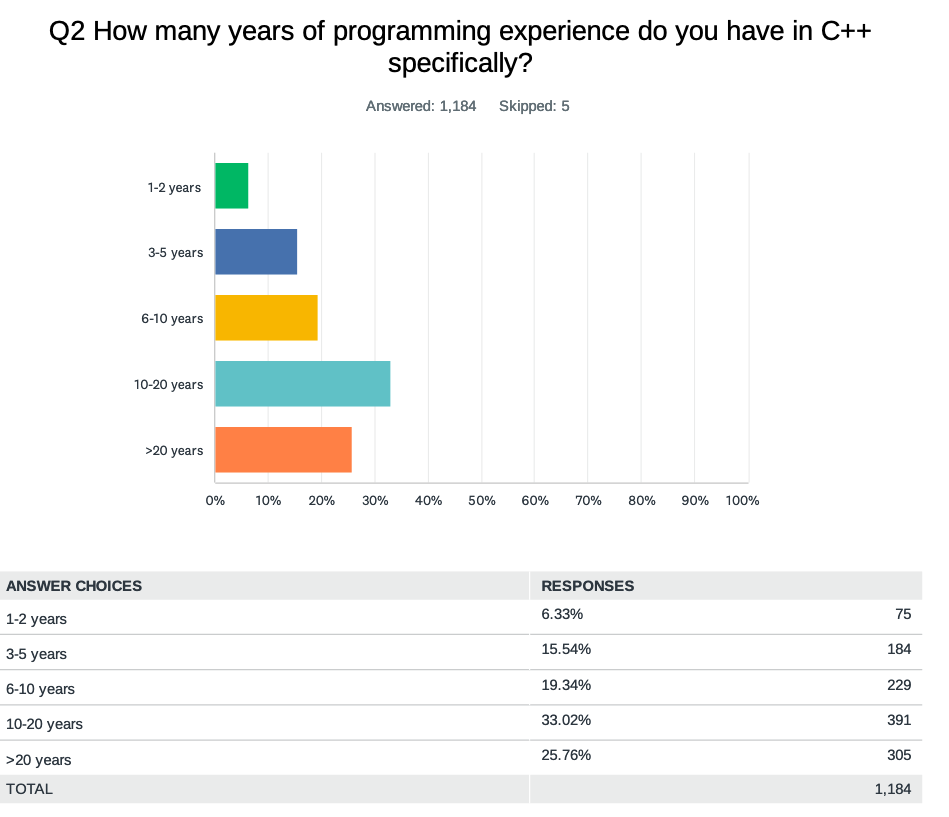 Q2 How many years of programming experience do you have in C++
specifically?
Answered: 1,184 Skipped: 5
1-2 years
3-5 years
6-10 years
10-20 years
>20 years
0% 10% 20% 30% 40% 50% 60% 70% 80% 90% 100%
ANSWER CHOICES RESPONSES
1-2 years 6.33% 75
3-5 years 15.54% 184
6-10 years 19.34% 229
10-20 years 33.02% 391
>20 years 25.76% 305
TOTAL 1,184